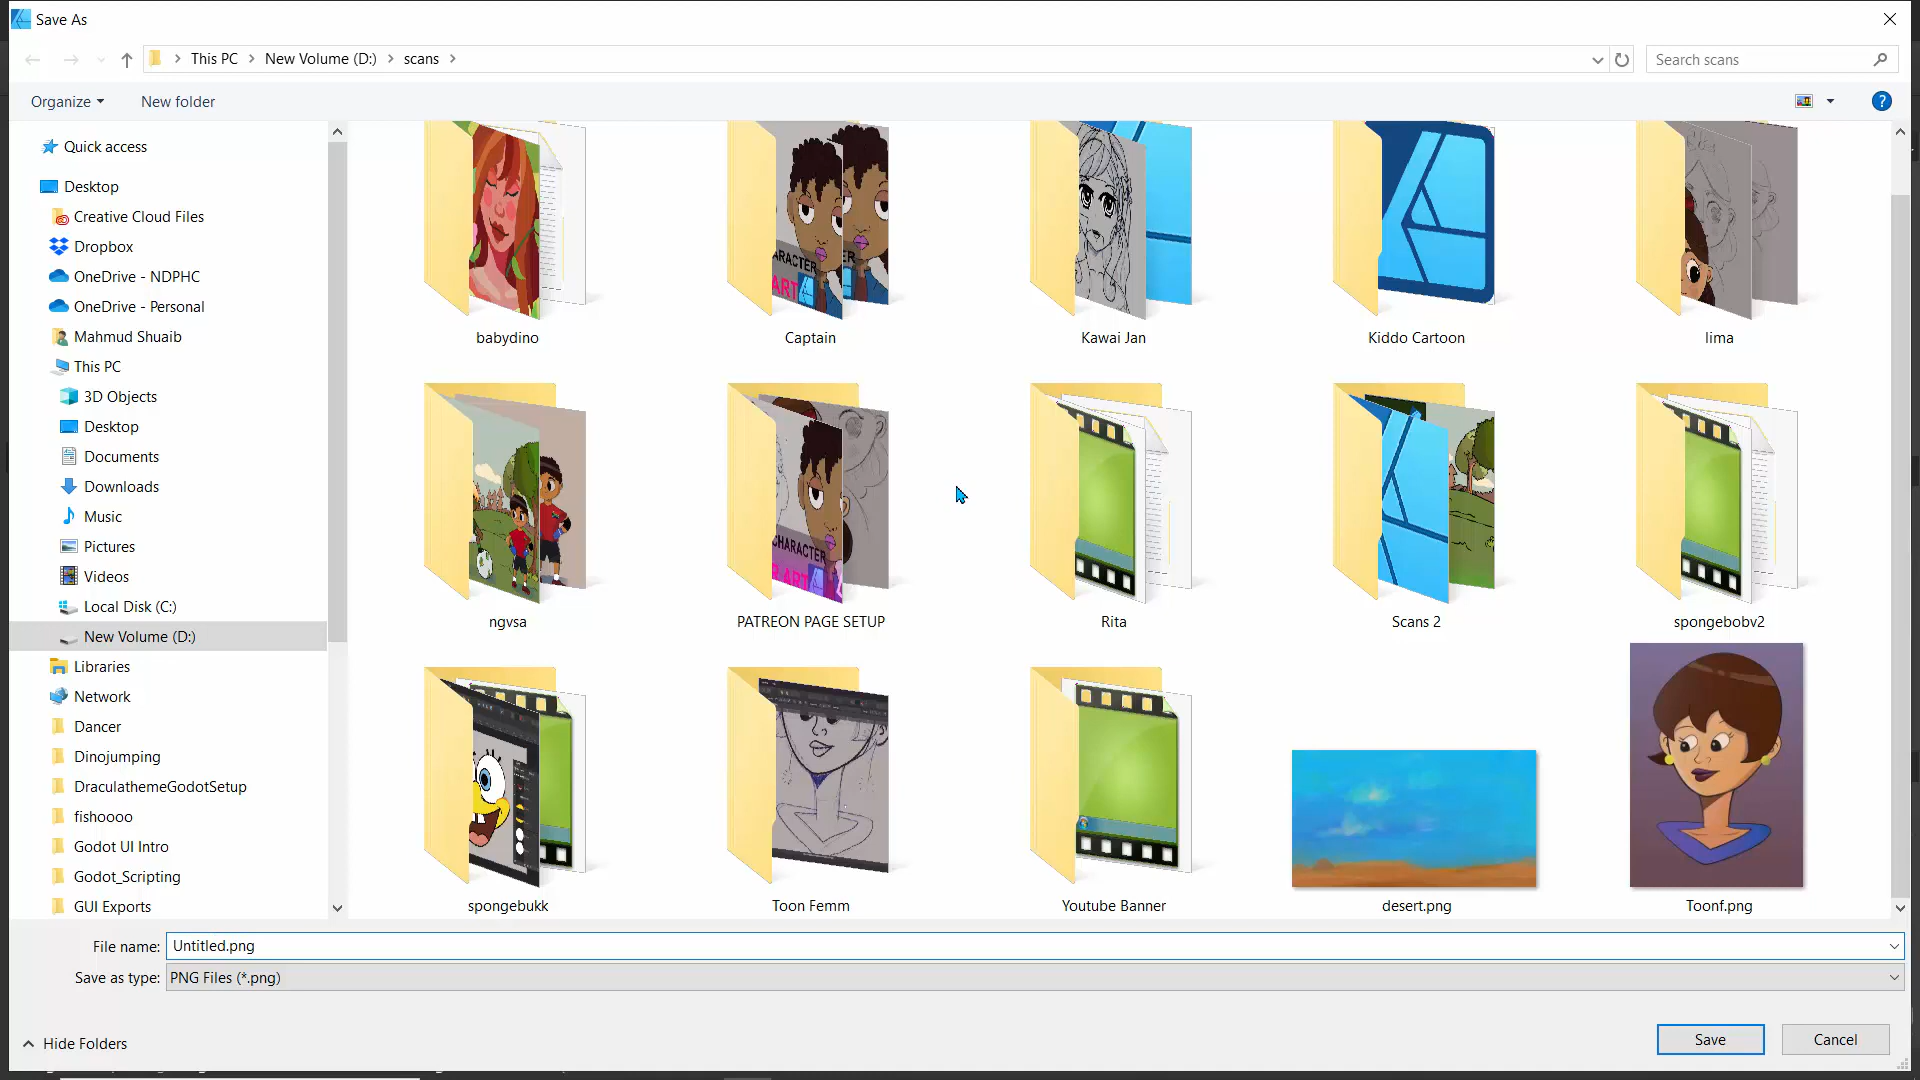 Save As
This PC
New Volume (D:)
scans
Search scans
Organize
New folder
Quick access
Desktop
Creative Cloud Files
Dropbox
OneDrive - NDPHC
OneDrive - Personal
Mahmud Shuaib
This PC
3D Objects
Desktop
Documents
Downloads
Music
Pictures
Videos
Local Disk (C:)
New Volume (D:)
Libraries
Network
Dancer
Dinojumping
DraculathemeGodotSetup
fishoooo
Godot UI Intro
Godot_Scripting
GUI Exports
ARACTER
ART
babydino
Captain
Kawai Jan
Kiddo Cartoon
lima
CHARACTER
ngvsa
PATREON PAGE SETUP
Rita
Scans 2
spongebobv2
spongebukk
Toon Femm
Youtube Banner
desert.png
Toonf.png
File name:
Untitled.png
Save as type:
PNG Files (*.png)
Hide Folders
Save
Cancel